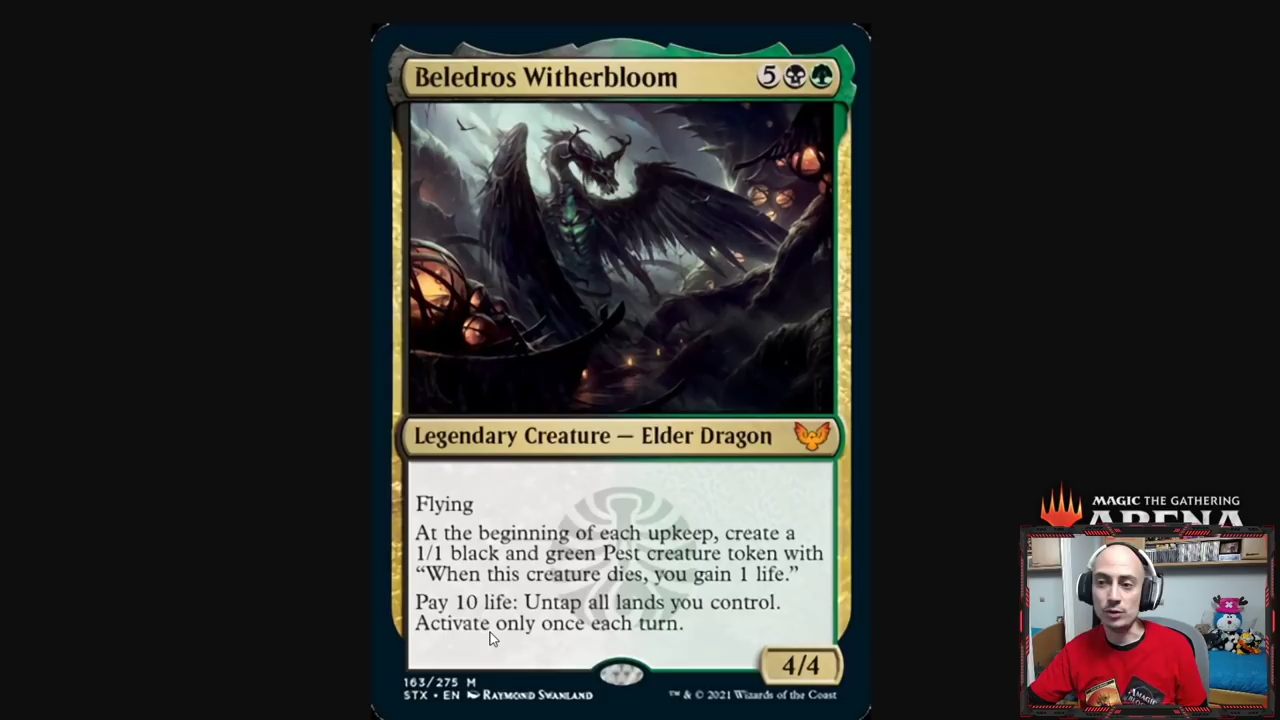 Beledros Witherbloom 5
Legendary Creature — Elder Dragon
Flying
At the beginning of each upkeep, create a
1/1 black and green Pest creature token with
“When this creature dies, you gain 1 life.”
Pay 10 life: Untap all lands you control.
Activate only once each turn.
4/4
163/275 M
STX • EN RAYMOND SWANLAND
™ & © 2021 Wizards of the Coast
MAGIC THE GATHERING
ARENA